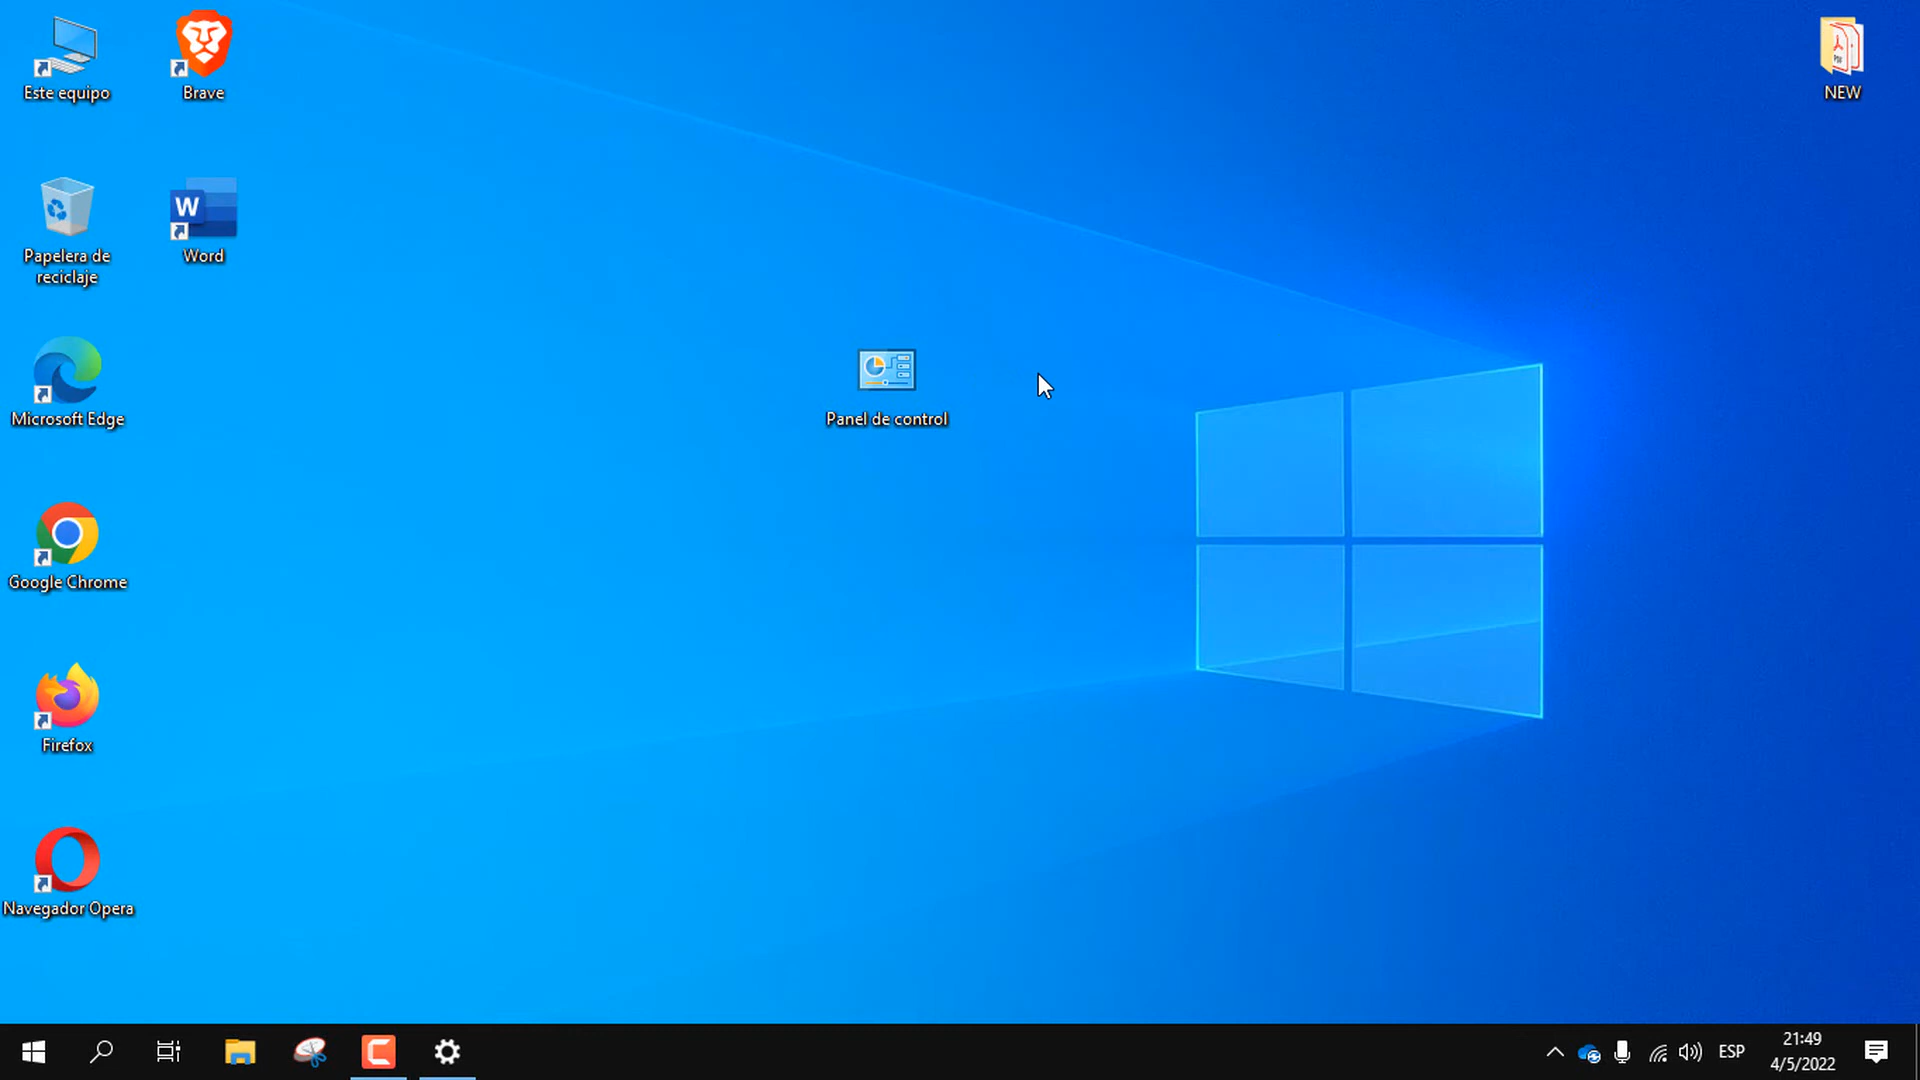 Este equipo
Brave
NEW
PDF
Papelera de
reciclaje
W
Word
Microsoft Edge
Panel de control
Google Chrome
Firefox
Navegador Opera
ESP
21:49
4/5/2022